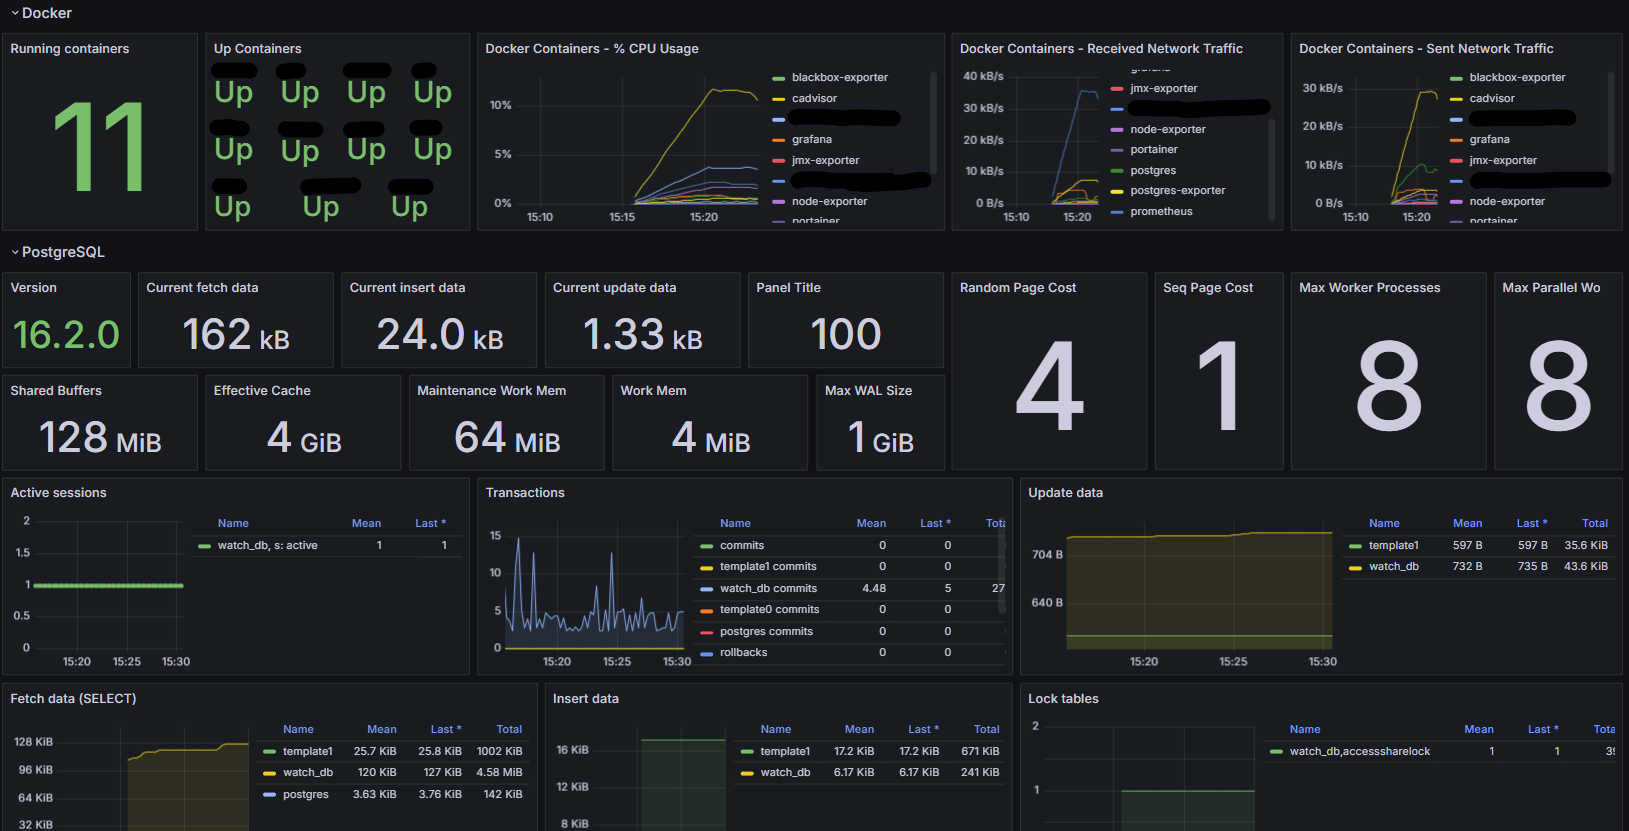 Docker
Running containers
11
Up Containers
Up Up Up Up
Up Up Up Up
Up Up Up
Docker Containers - % CPU Usage
10%
5%
0%
15:10 15:15 15:20
blackbox-exporter
cadvisor
grafana
jmx-exporter
node-exporter
portainer
Docker Containers - Received Network Traffic
40 kB/s
30 kB/s
20 kB/s
10 kB/s
0 B/s
15:10 15:20
grafana
jmx-exporter
node-exporter
portainer
postgres
postgres-exporter
prometheus
Docker Containers - Sent Network Traffic
30 kB/s
20 kB/s
10 kB/s
0 B/s
15:10 15:20
blackbox-exporter
cadvisor
grafana
jmx-exporter
node-exporter
portainer
PostgreSQL
Version
16.2.0
Current fetch data
162 kB
Current insert data
24.0 kB
Current update data
1.33 kB
Panel Title
100
Random Page Cost
4
Seq Page Cost
1
Max Worker Processes
8
Max Parallel Wo
8
Shared Buffers
128 MiB
Effective Cache
4 GiB
Maintenance Work Mem
64 MiB
Work Mem
4 MiB
Max WAL Size
1 GiB
Active sessions
2
1.5
1
0.5
0
15:20 15:25 15:30
Name Mean Last *
watch_db, s: active 1 1
Transactions
15
10
5
0
15:20 15:25 15:30
Name Mean Last * Tota
commits 0 0
template1 commits 0 0
watch_db commits 4.48 5 27
template0 commits 0 0
postgres commits 0 0
rollbacks 0 0
Update data
704 B
640 B
15:20 15:25 15:30
Name Mean Last * Total
template1 597 B 597 B 35.6 KiB
watch_db 732 B 735 B 43.6 KiB
Fetch data (SELECT)
128 KiB
96 KiB
64 KiB
32 KiB
Name Mean Last * Total
template1 25.7 KiB 25.8 KiB 1002 KiB
watch_db 120 KiB 127 KiB 4.58 MiB
postgres 3.63 KiB 3.76 KiB 142 KiB
Insert data
16 KiB
12 KiB
8 KiB
Name Mean Last * Total
template1 17.2 KiB 17.2 KiB 671 KiB
watch_db 6.17 KiB 6.17 KiB 241 KiB
Lock tables
2
1
Name Mean Last * Tota
watch_db,accesssharelock 1 1 39